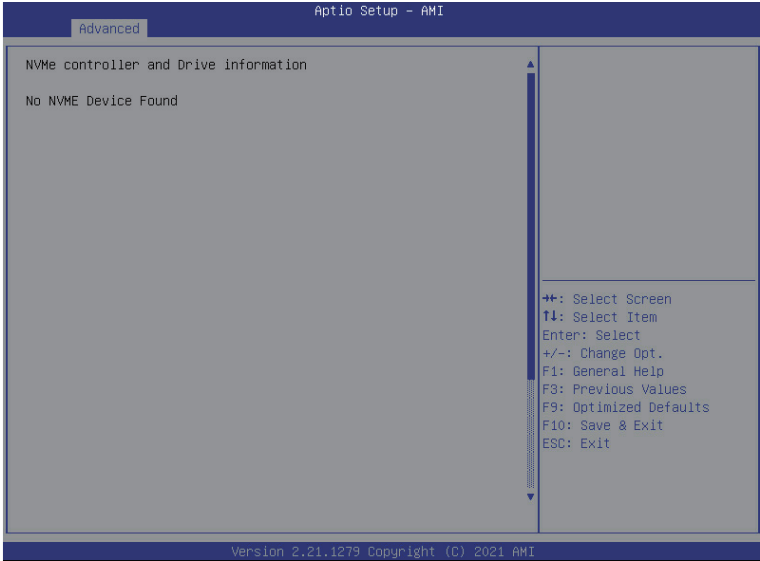 Aptio Setup – AMI
Advanced
NVMe controller and Drive information
No NVME Device Found
→←: Select Screen
↑↓: Select Item
Enter: Select
+/-: Change Opt.
F1: General Help
F3: Previous Values
F9: Optimized Defaults
F10: Save & Exit
ESC: Exit
Version 2.21.1279 Copyright (C) 2021 AMI